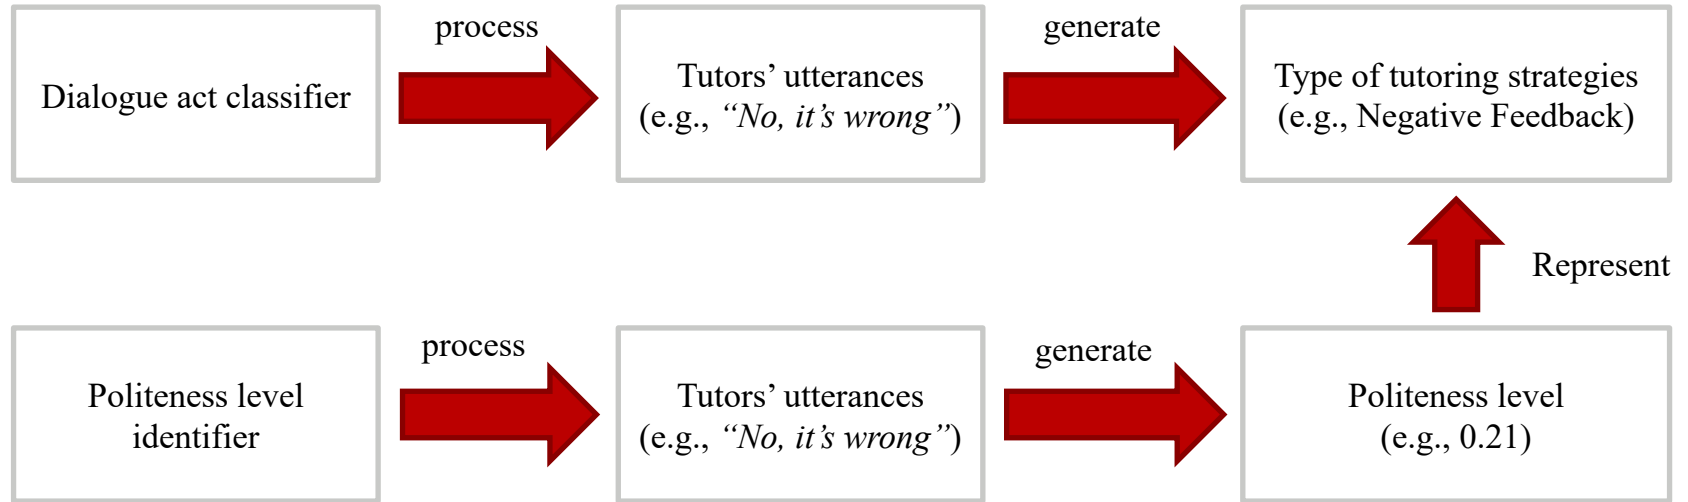 process
generate
Dialogue act classifier
Tutors’ utterances
(e.g., “No, it’s wrong”)
Type of tutoring strategies
(e.g., Negative Feedback)
Represent
process
generate
Politeness level
identifier
Tutors’ utterances
(e.g., “No, it’s wrong”)
Politeness level
(e.g., 0.21)